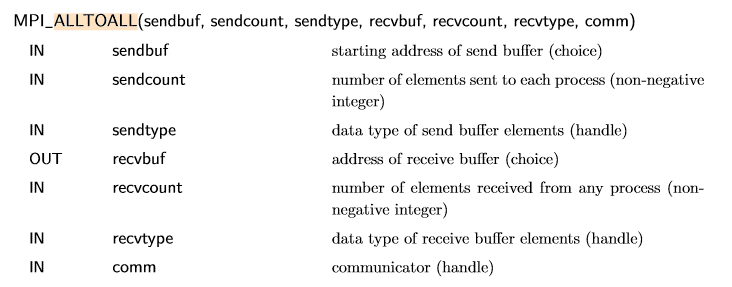 MPI_ALLTOALL(sendbuf, sendcount, sendtype, recvbuf, recvcount, recvtype, comm)
IN sendbuf starting address of send buffer (choice)
IN sendcount number of elements sent to each process (non-negative
integer)
IN sendtype data type of send buffer elements (handle)
OUT recvbuf address of receive buffer (choice)
IN recvcount number of elements received from any process (non-
negative integer)
IN recvtype data type of receive buffer elements (handle)
IN comm communicator (handle)